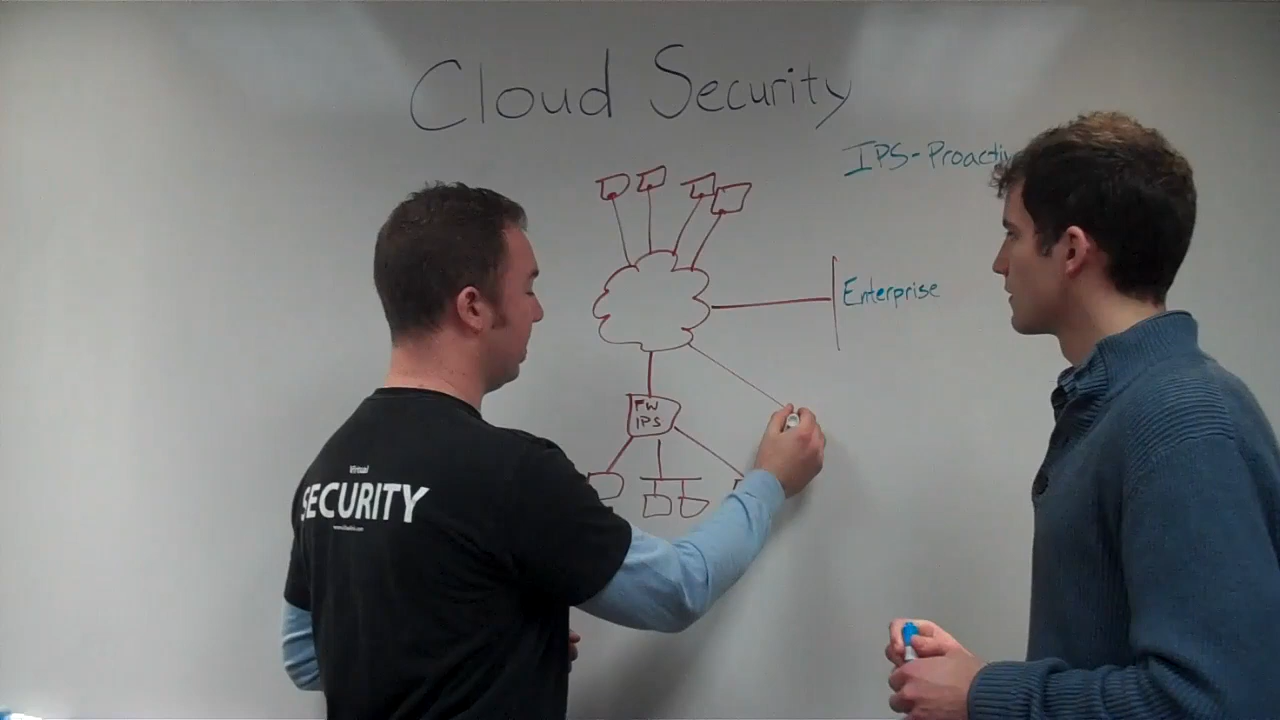 Cloud Security
IPS-Proactiv
Enterprise
FW
IPS
Virtual
SECURITY